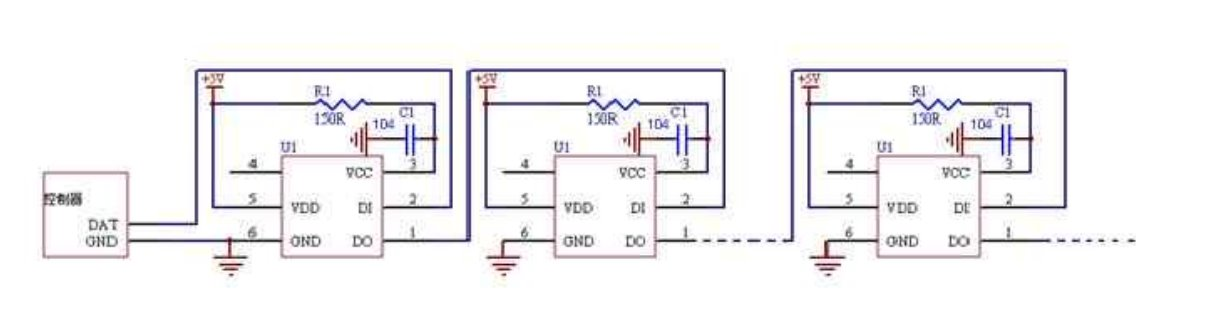 控制器
DAT
GND
+5V
R1
150R
C1
104
U1
4
VCC
3
5
VDD
DI
2
6
GND
DO
1
+5V
R1
150R
C1
104
U1
4
VCC
3
5
VDD
DI
2
6
GND
DO
1
+5V
R1
150R
C1
104
U1
4
VCC
3
5
VDD
DI
2
6
GND
DO
1